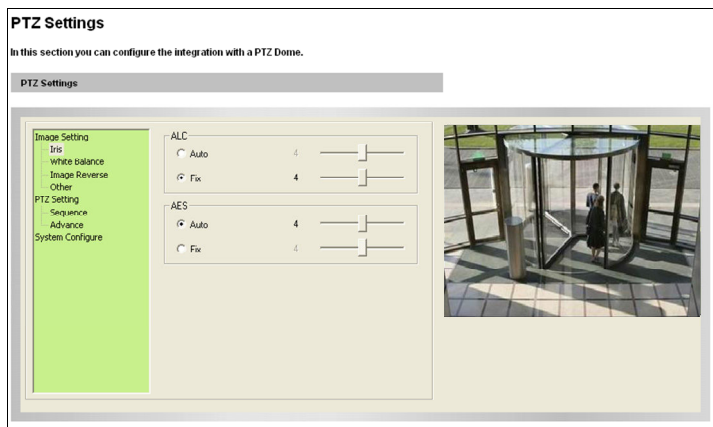 PTZ Settings
In this section you can configure the integration with a PTZ Dome.
PTZ Settings
Image Setting
Iris
White Balance
Image Reverse
Other
PTZ Setting
Sequence
Advance
System Configure
ALC
Auto 4
Fix 4
AES
Auto 4
Fix 4